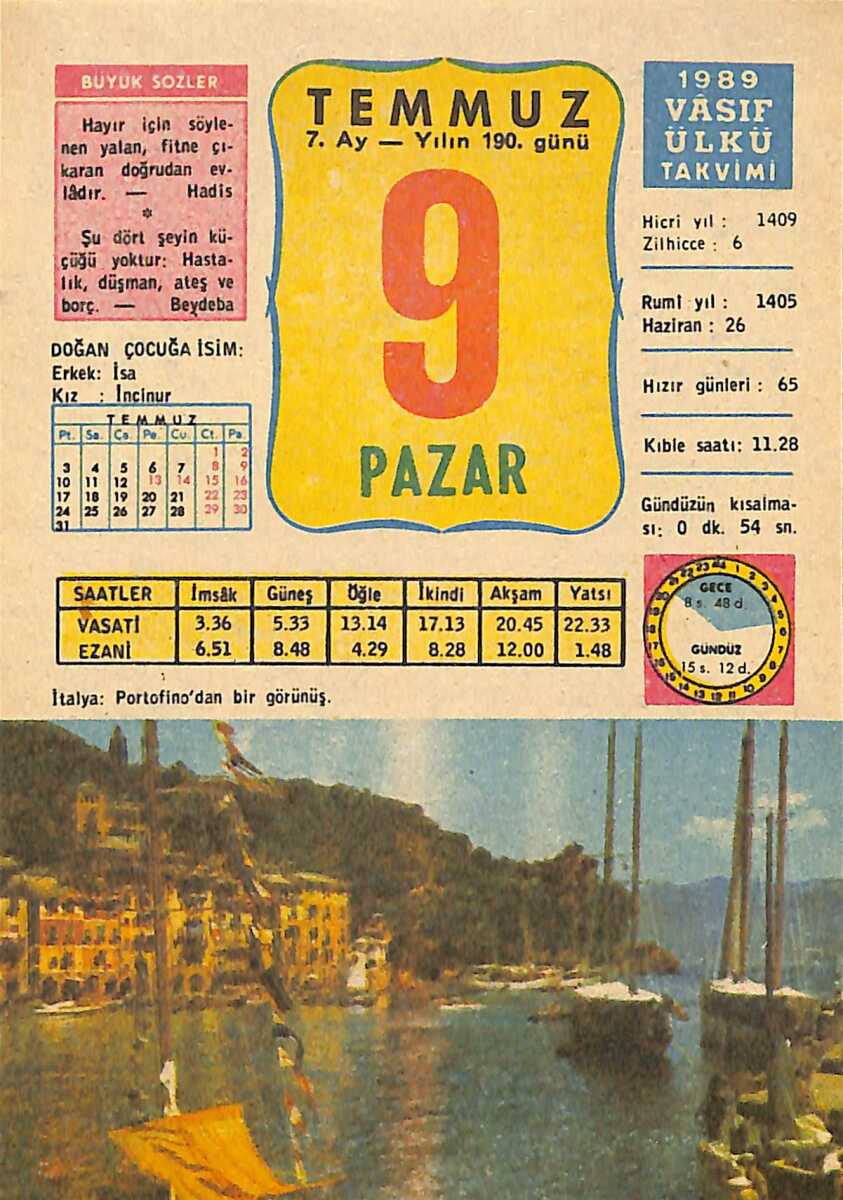 BÜYÜK SÖZLER
Hayır için söyle-
nen yalan, fitne çı-
karan doğrudan ev-
lâdır. — Hadis
*
Şu dört şeyin kü-
çüğü yoktur: Hasta-
lık, düşman, ateş ve
borç. — Beydeba
DOĞAN ÇOCUĞA İSİM:
Erkek: İsa
Kız : İncinur
TEMMUZ
Pt. Sa. Ça. Pe. Cu. Ct. Pa.
1 2
3 4 5 6 7 8 9
10 11 12 13 14 15 16
17 18 19 20 21 22 23
24 25 26 27 28 29 30
31
TEMMUZ
7. Ay — Yılın 190. günü
9
PAZAR
1989
VÂSIF
ÜLKÜ
TAKVİMİ
Hicri yıl : 1409
Zilhicce : 6
Rumî yıl : 1405
Haziran : 26
Hızır günleri : 65
Kıble saatı: 11.28
Gündüzün kısalma-
sı: 0 dk. 54 sn.
SAATLER İmsâk Güneş Öğle İkindi Akşam Yatsı
VASATİ 3.36 5.33 13.14 17.13 20.45 22.33
EZANİ 6.51 8.48 4.29 8.28 12.00 1.48
GECE
8 s. 48 d.
GÜNDÜZ
15 s. 12 d.
İtalya: Portofino'dan bir görünüş.